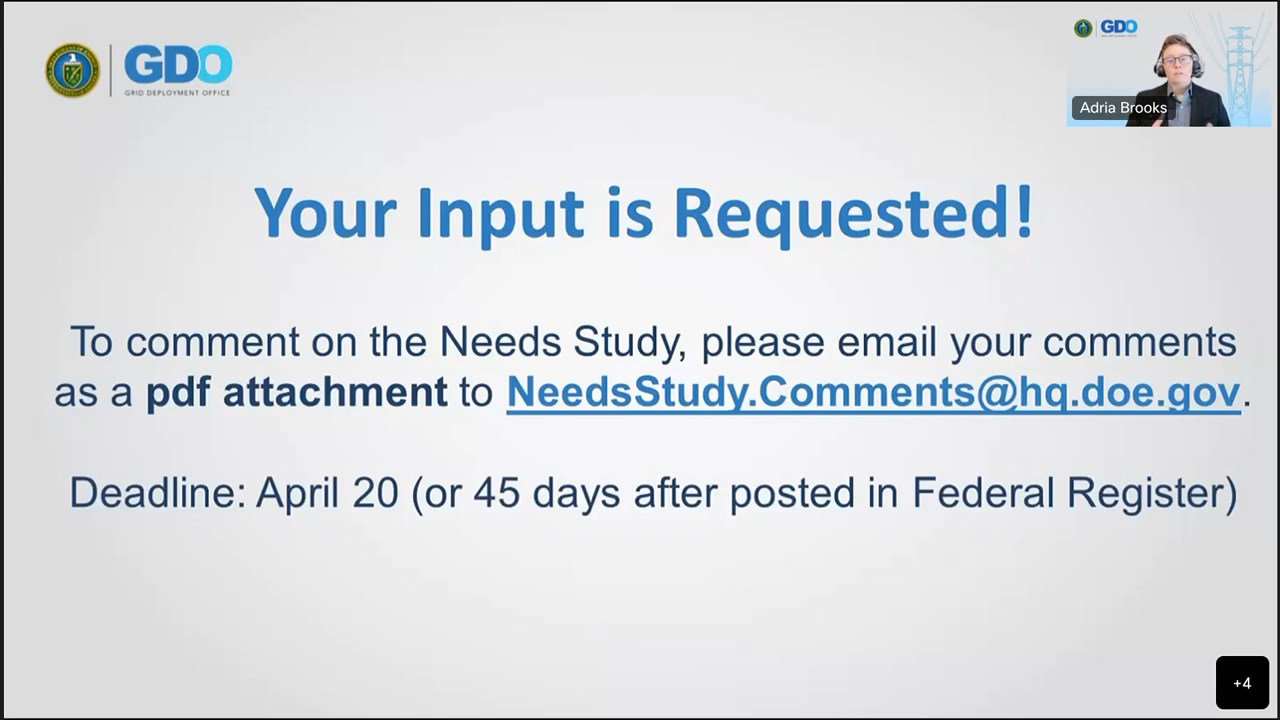 GDO
GRID DEPLOYMENT OFFICE
GDO
Adria Brooks
Your Input is Requested!
To comment on the Needs Study, please email your comments
as a pdf attachment to NeedsStudy.Comments@hq.doe.gov.
Deadline: April 20 (or 45 days after posted in Federal Register)
+4